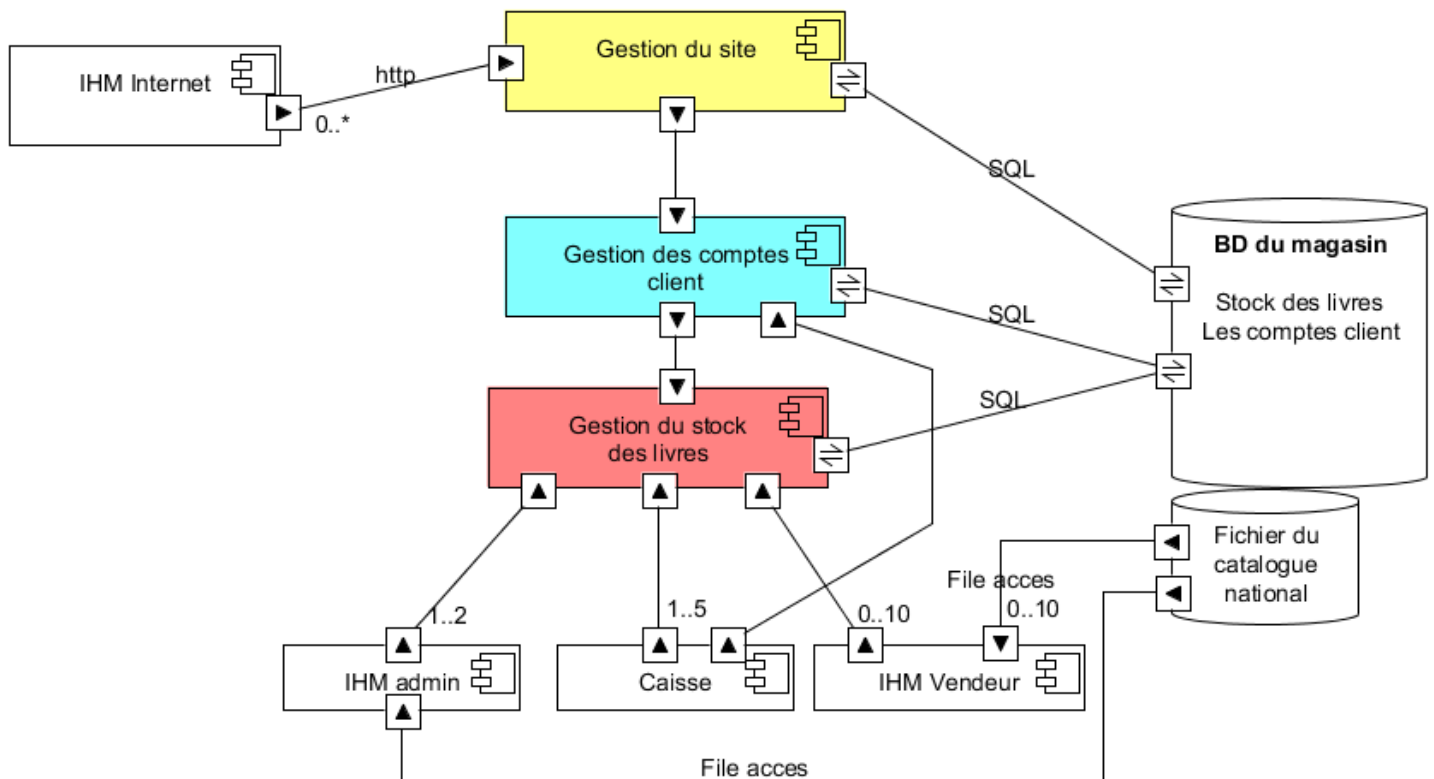 Gestion du site
IHM Internet
http
0..*
SQL
BD du magasin
Stock des livres
Les comptes client
Gestion des comptes
client
SQL
SQL
Gestion du stock
des livres
Fichier du
catalogue
national
File acces
1..2
1..5
0..10
0..10
IHM admin
Caisse
IHM Vendeur
File acces